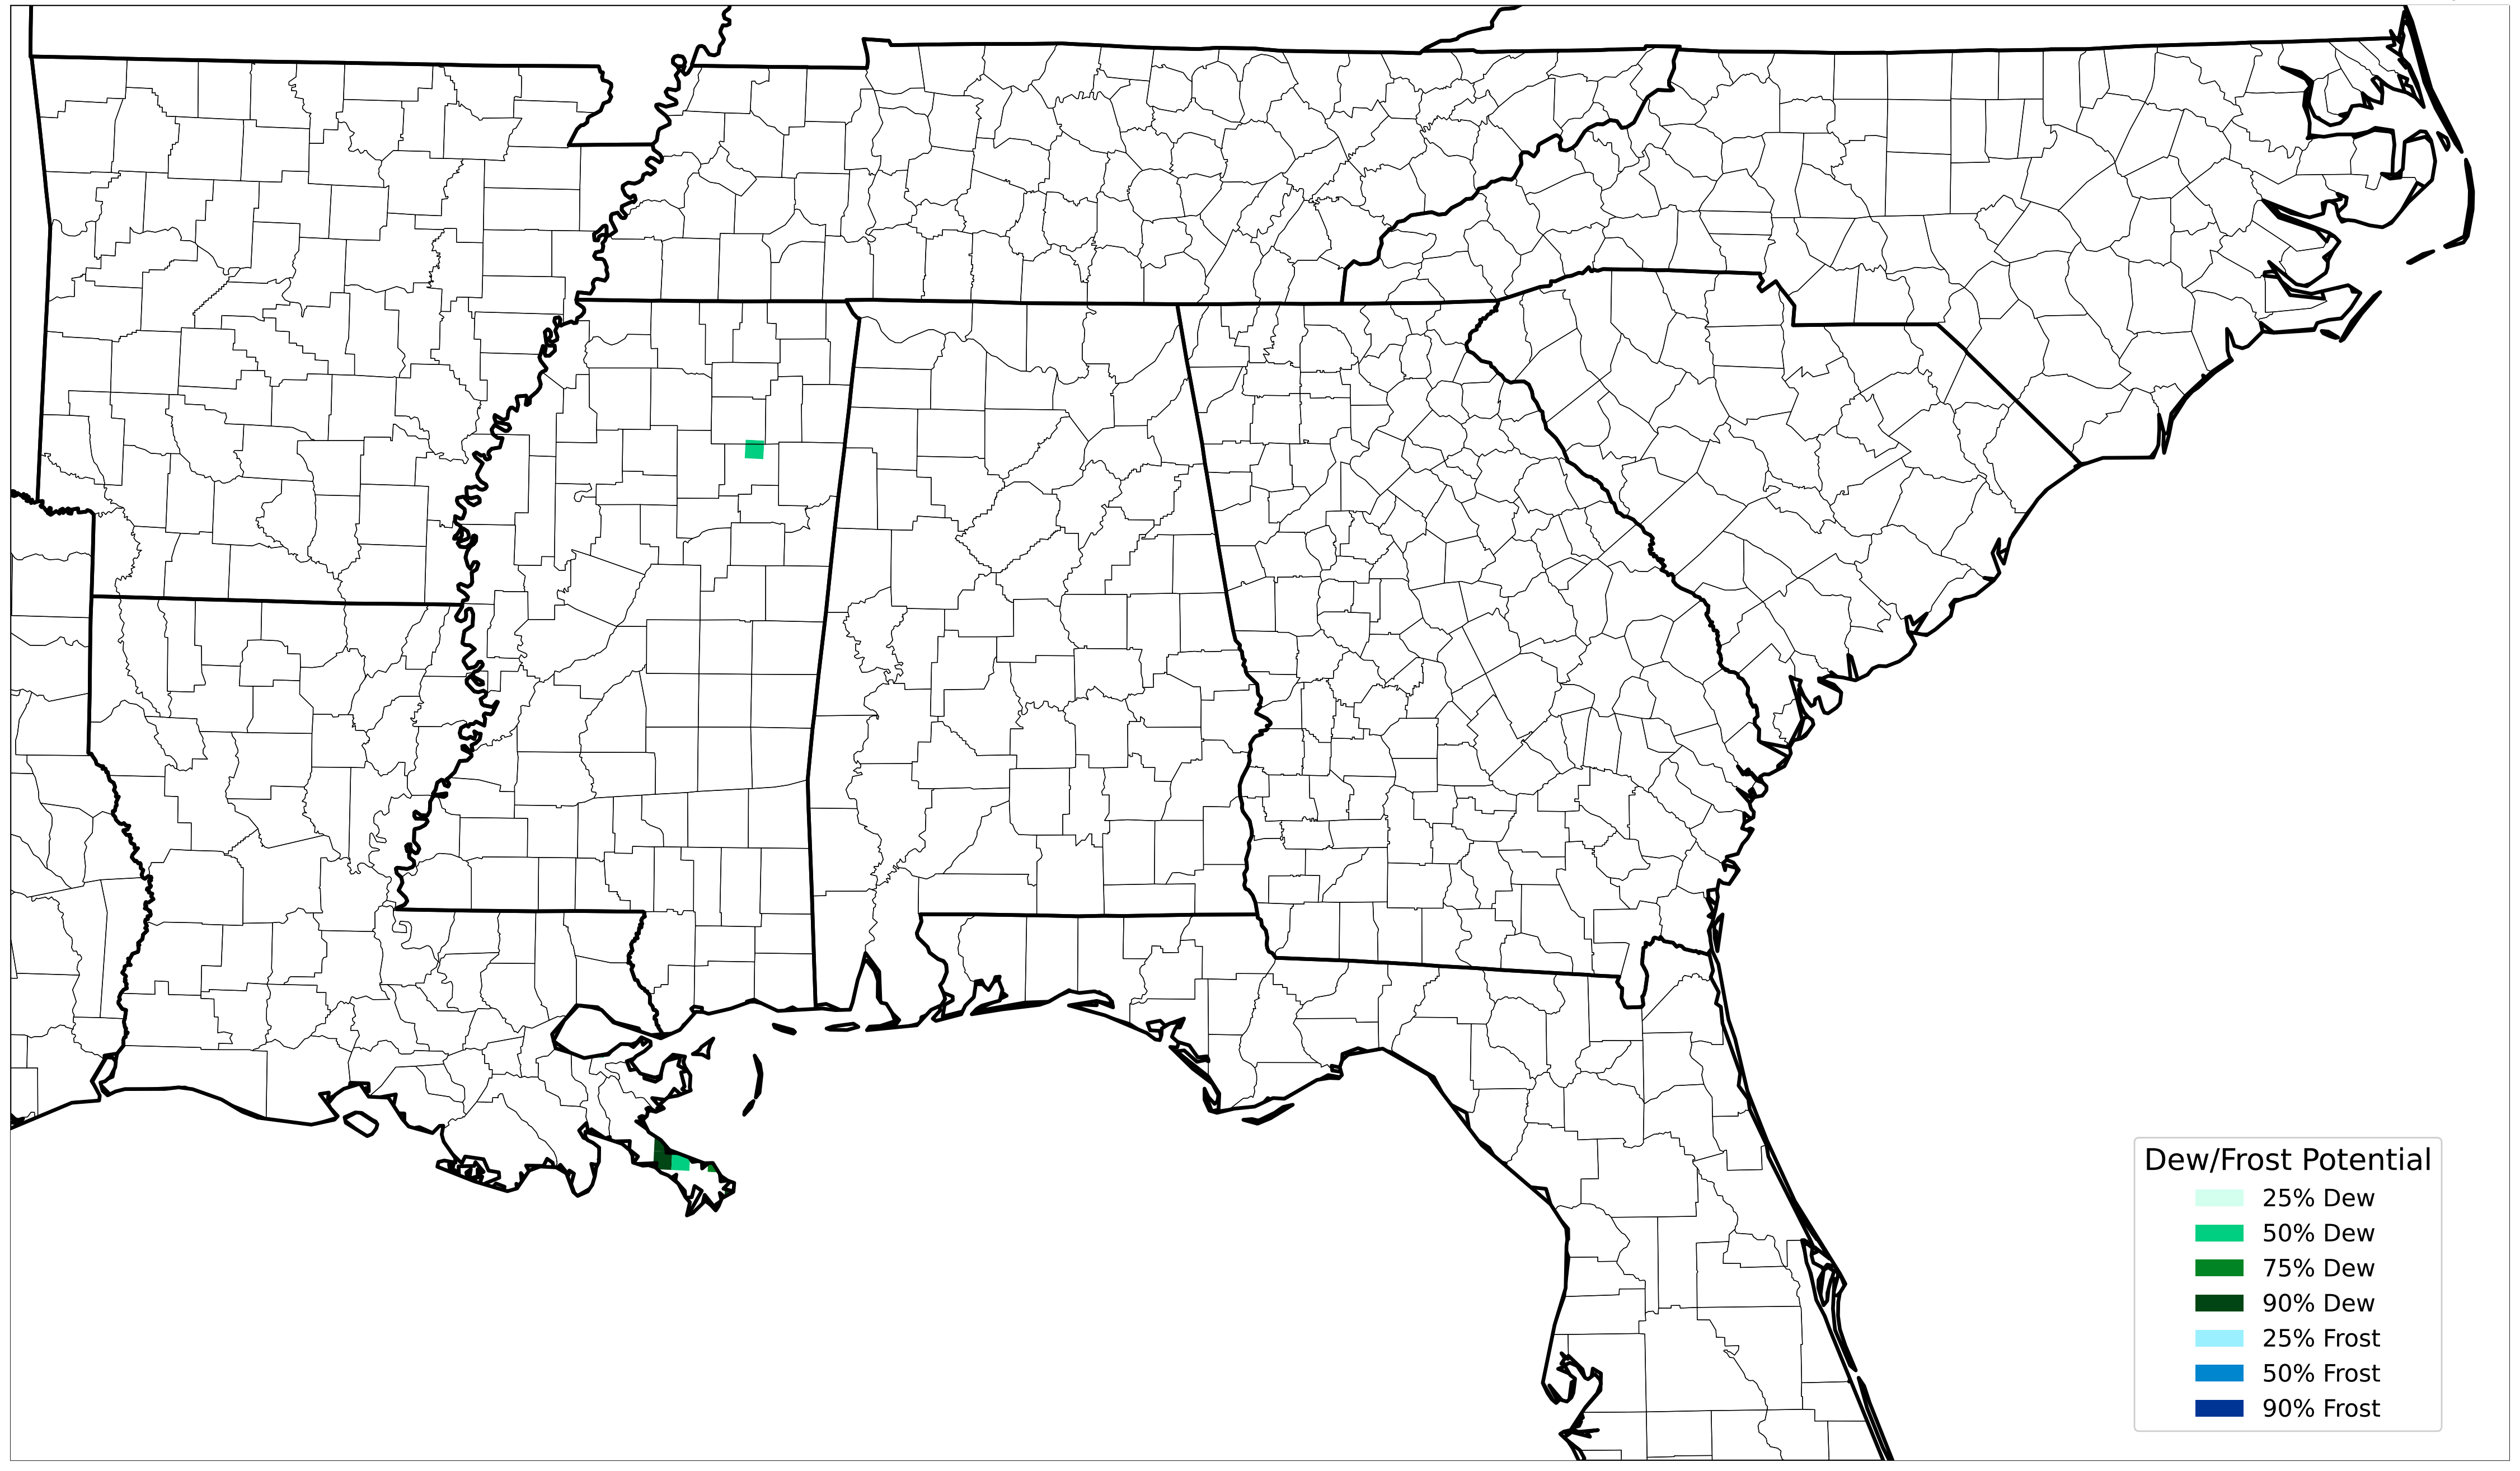 Dew/Frost Potential
25% Dew
50% Dew
75% Dew
90% Dew
25% Frost
50% Frost
90% Frost